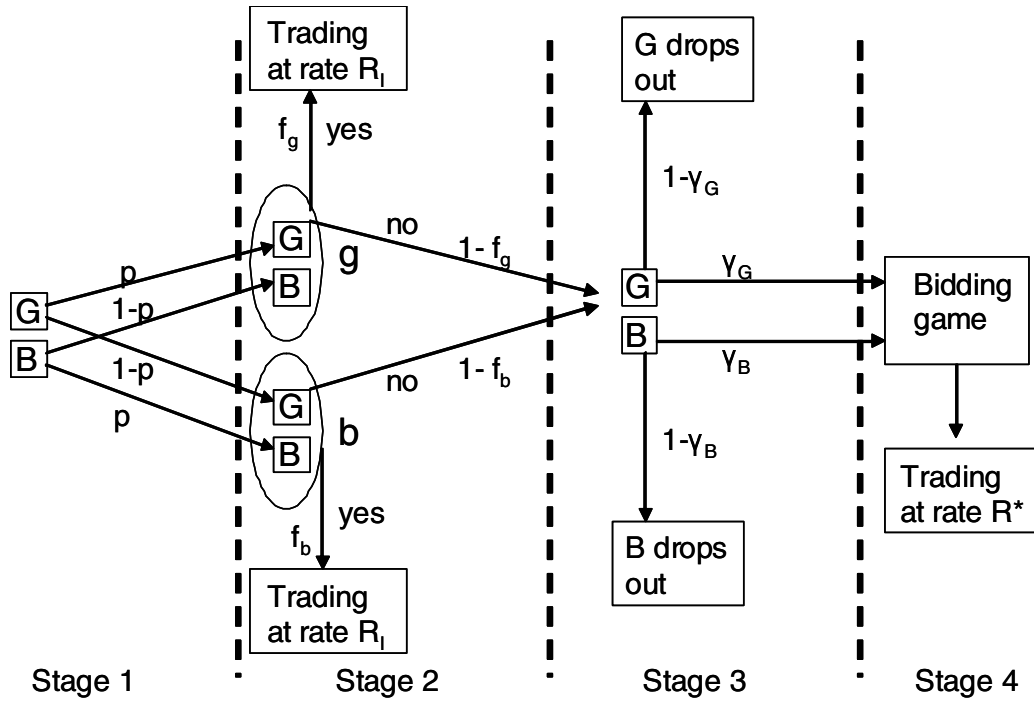 Trading
at rate R_I
f_g
yes
G drops
out
1-γ_G
G
B
g
no
1- f_g
p
1-p
1-p
p
G
B
G
B
b
no
1- f_b
G
B
γ_G
γ_B
Bidding
game
1-γ_B
yes
f_b
Trading
at rate R_I
B drops
out
Trading
at rate R*
Stage 1
Stage 2
Stage 3
Stage 4